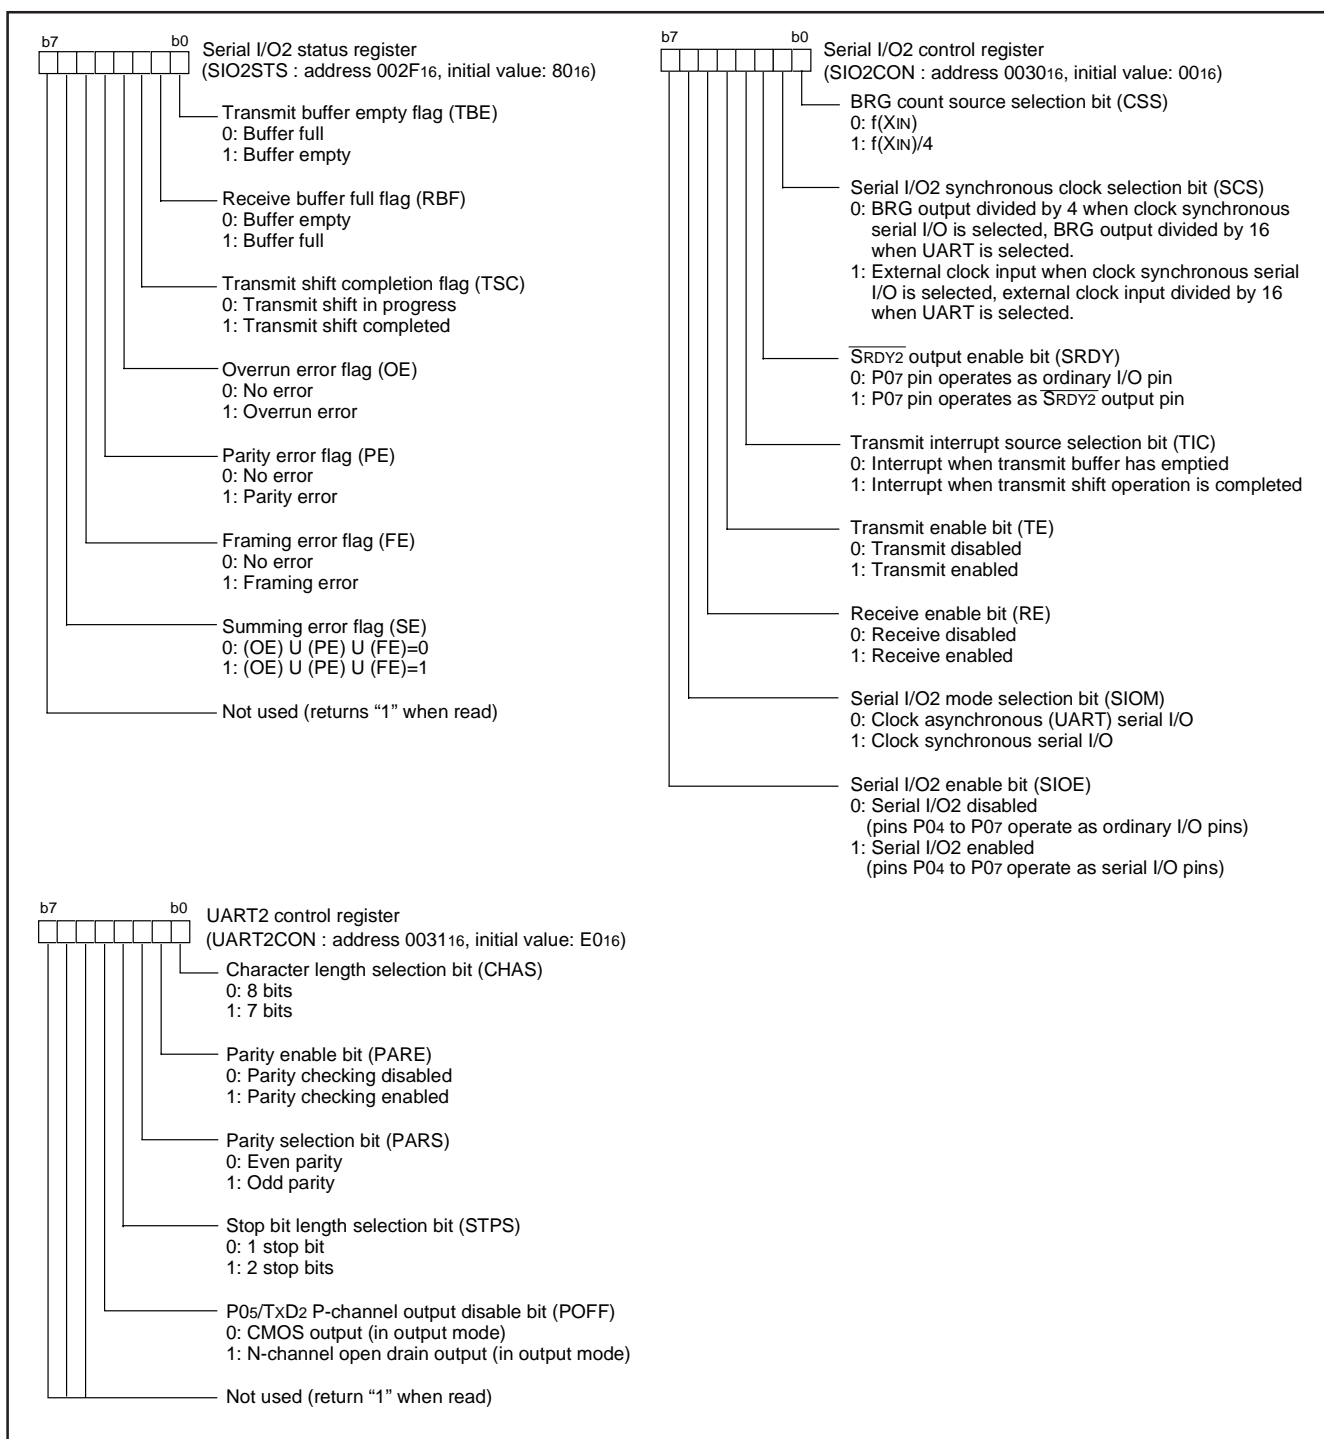 b7 b0 Serial I/O2 status register
(SIO2STS : address 002F16, initial value: 8016)
Transmit buffer empty flag (TBE)
0: Buffer full
1: Buffer empty
Receive buffer full flag (RBF)
0: Buffer empty
1: Buffer full
Transmit shift completion flag (TSC)
0: Transmit shift in progress
1: Transmit shift completed
Overrun error flag (OE)
0: No error
1: Overrun error
Parity error flag (PE)
0: No error
1: Parity error
Framing error flag (FE)
0: No error
1: Framing error
Summing error flag (SE)
0: (OE) U (PE) U (FE)=0
1: (OE) U (PE) U (FE)=1
Not used (returns “1” when read)
b7 b0 Serial I/O2 control register
(SIO2CON : address 003016, initial value: 0016)
BRG count source selection bit (CSS)
0: f(XIN)
1: f(XIN)/4
Serial I/O2 synchronous clock selection bit (SCS)
0: BRG output divided by 4 when clock synchronous
serial I/O is selected, BRG output divided by 16
when UART is selected.
1: External clock input when clock synchronous serial
I/O is selected, external clock input divided by 16
when UART is selected.
SRDY2 output enable bit (SRDY)
0: P07 pin operates as ordinary I/O pin
1: P07 pin operates as SRDY2 output pin
Transmit interrupt source selection bit (TIC)
0: Interrupt when transmit buffer has emptied
1: Interrupt when transmit shift operation is completed
Transmit enable bit (TE)
0: Transmit disabled
1: Transmit enabled
Receive enable bit (RE)
0: Receive disabled
1: Receive enabled
Serial I/O2 mode selection bit (SIOM)
0: Clock asynchronous (UART) serial I/O
1: Clock synchronous serial I/O
Serial I/O2 enable bit (SIOE)
0: Serial I/O2 disabled
(pins P04 to P07 operate as ordinary I/O pins)
1: Serial I/O2 enabled
(pins P04 to P07 operate as serial I/O pins)
b7 b0 UART2 control register
(UART2CON : address 003116, initial value: E016)
Character length selection bit (CHAS)
0: 8 bits
1: 7 bits
Parity enable bit (PARE)
0: Parity checking disabled
1: Parity checking enabled
Parity selection bit (PARS)
0: Even parity
1: Odd parity
Stop bit length selection bit (STPS)
0: 1 stop bit
1: 2 stop bits
P05/TXD2 P-channel output disable bit (POFF)
0: CMOS output (in output mode)
1: N-channel open drain output (in output mode)
Not used (return “1” when read)